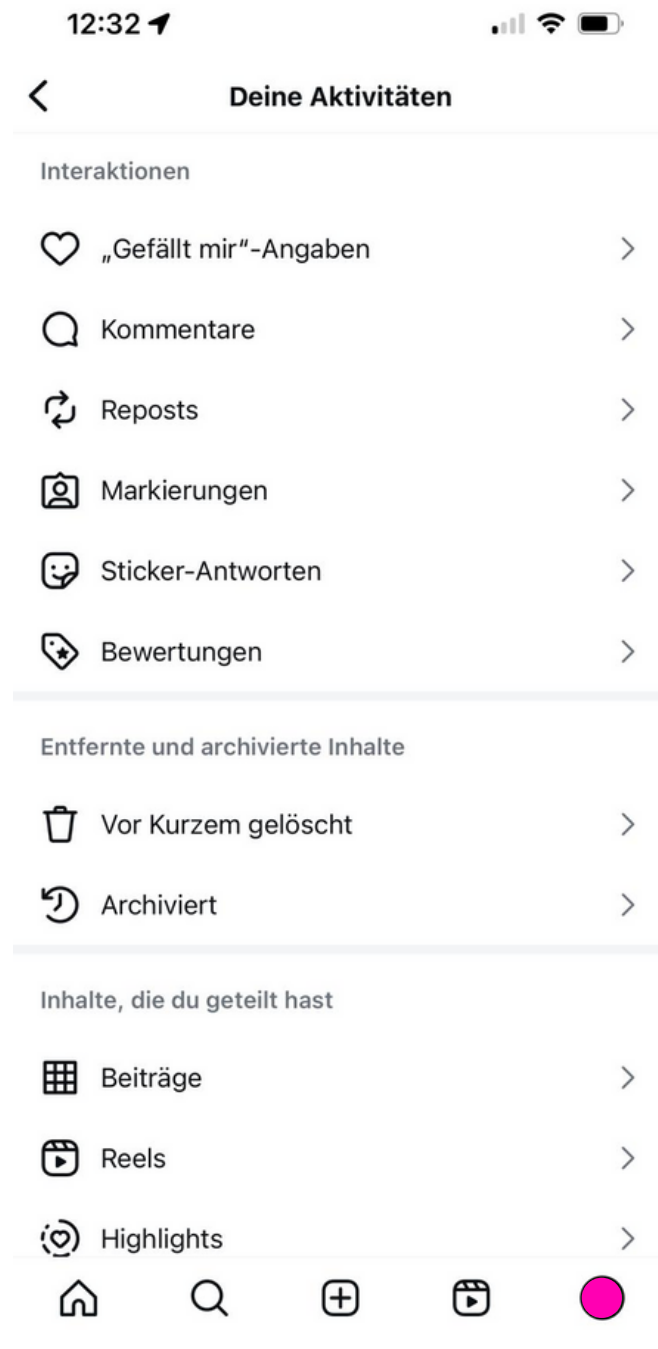 12:32
Deine Aktivitäten
Interaktionen
„Gefällt mir“-Angaben
Kommentare
Reposts
Markierungen
Sticker-Antworten
Bewertungen
Entfernte und archivierte Inhalte
Vor Kurzem gelöscht
Archiviert
Inhalte, die du geteilt hast
Beiträge
Reels
Highlights